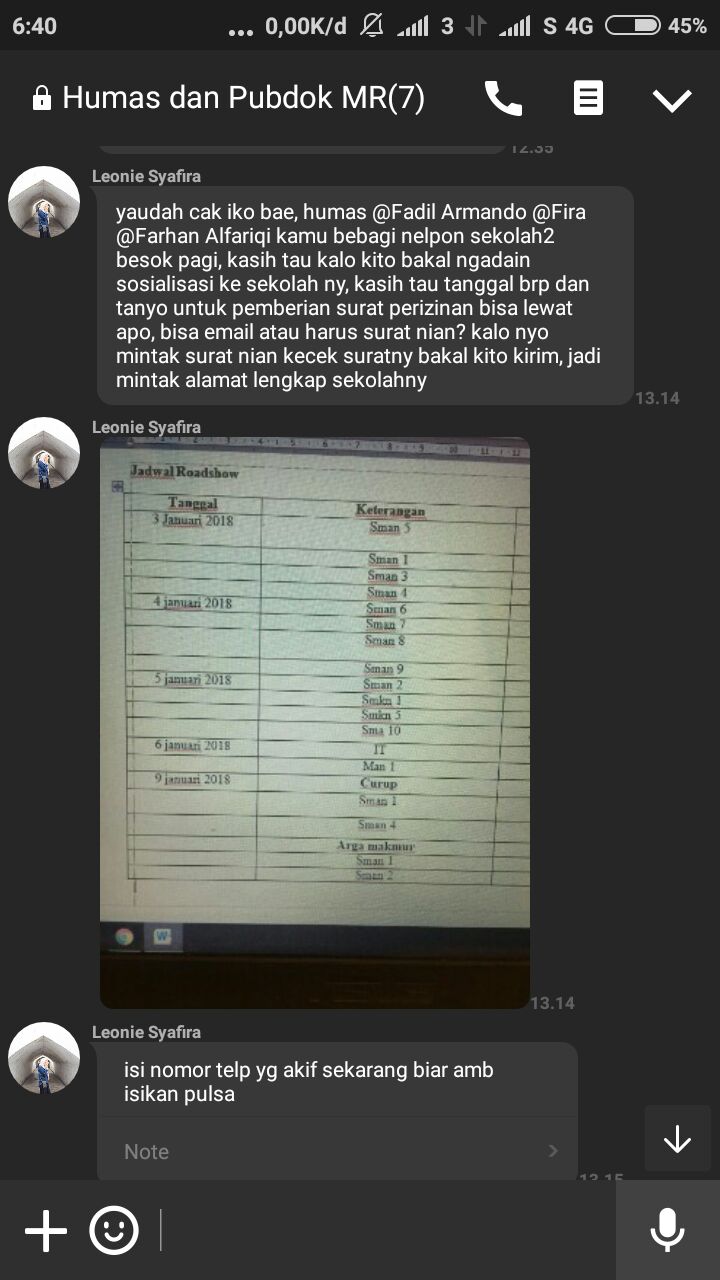 6:40
... 0,00K/d 3 S 4G 45%
Humas dan Pubdok MR(7)
12.35
Leonie Syafira
yaudah cak iko bae, humas @Fadil Armando @Fira
@Farhan Alfariqi kamu bebagi nelpon sekolah2
besok pagi, kasih tau kalo kito bakal ngadain
sosialisasi ke sekolah ny, kasih tau tanggal brp dan
tanyo untuk pemberian surat perizinan bisa lewat
apo, bisa email atau harus surat nian? kalo nyo
mintak surat nian kecek suratny bakal kito kirim, jadi
mintak alamat lengkap sekolahny
13.14
Leonie Syafira
Jadwal Roadshow
Tanggal Keterangan
3 Januari 2018 Sman 5
Sman 1
Sman 3
Sman 4
4 januari 2018 Sman 6
Sman 7
Sman 8
Sman 9
5 januari 2018 Sman 2
Smkn 1
Smkn 5
Sma 10
6 januari 2018 IT
Man 1
9 januari 2018 Curup
Sman 1
Sman 4
Arga makmur
Sman 1
Sman 2
13.14
Leonie Syafira
isi nomor telp yg akif sekarang biar amb
isikan pulsa
Note
13.15